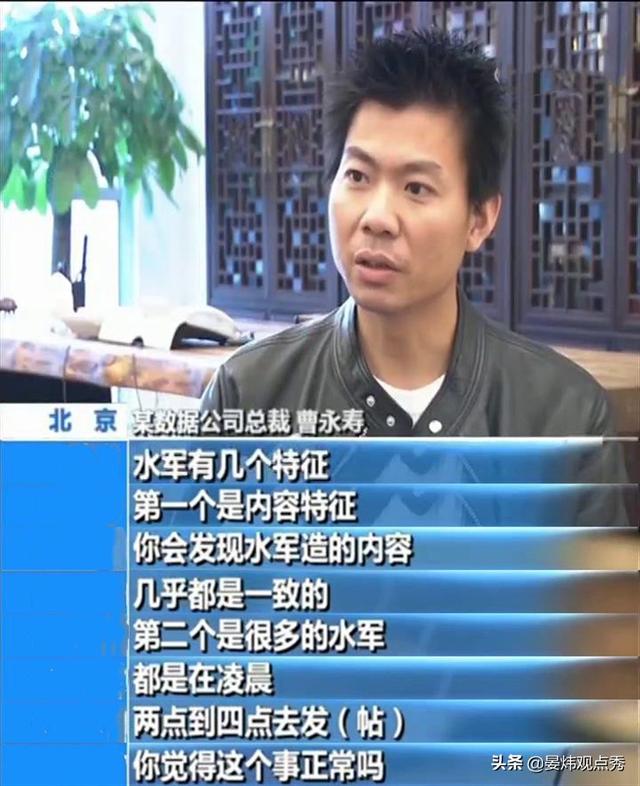 北京 某数据公司总裁 曹永寿
水军有几个特征
第一个是内容特征
你会发现水军造的内容
几乎都是一致的
第二个是很多的水军
都是在凌晨
两点到四点去发（帖）
你觉得这个事正常吗
头条 @晏炜观点秀